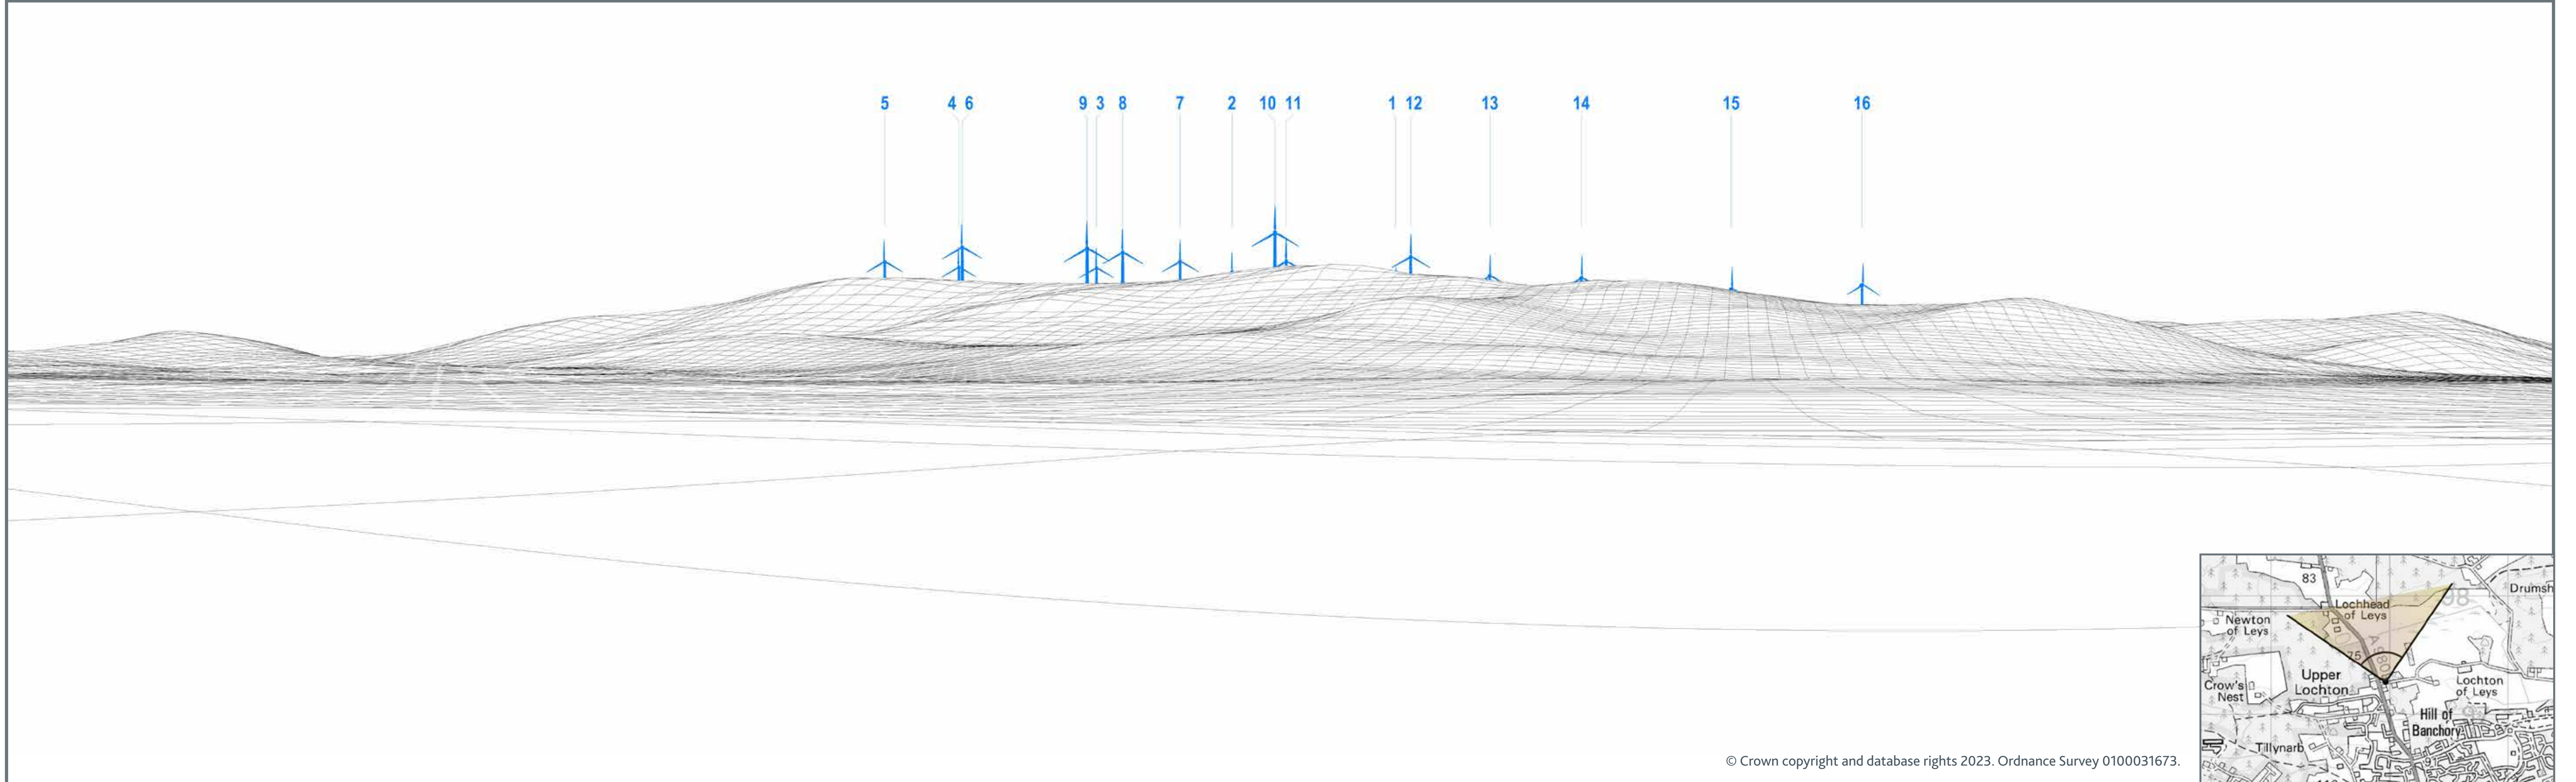 5 4 6 9 3 8 7 2 10 11 1 12 13 14 15 16
83
Drumsh
98
Lochhead
of Leys
Newton
of Leys
75
Crow's
Nest
Upper
Lochton
Lochton
of Leys
Hill of
Banchory
Tillynarb
© Crown copyright and database rights 2023. Ordnance Survey 0100031673.